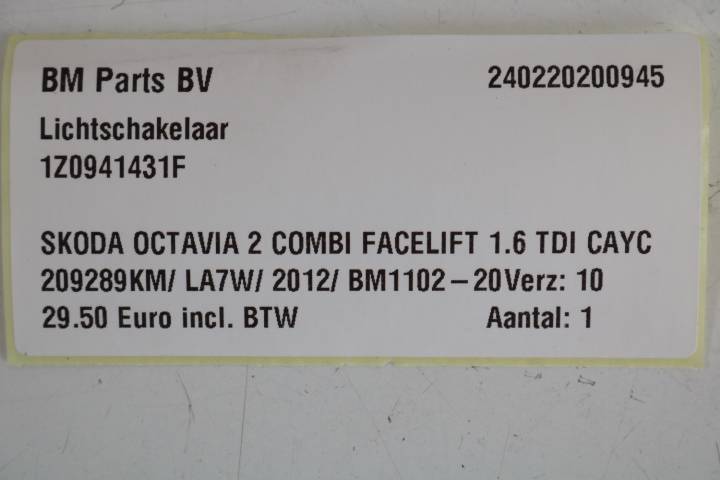 BM Parts BV 240220200945
Lichtschakelaar
1Z0941431F
SKODA OCTAVIA 2 COMBI FACELIFT 1.6 TDI CAYC
209289KM/ LA7W/ 2012/ BM1102-20Verz: 10
29.50 Euro incl. BTW Aantal: 1